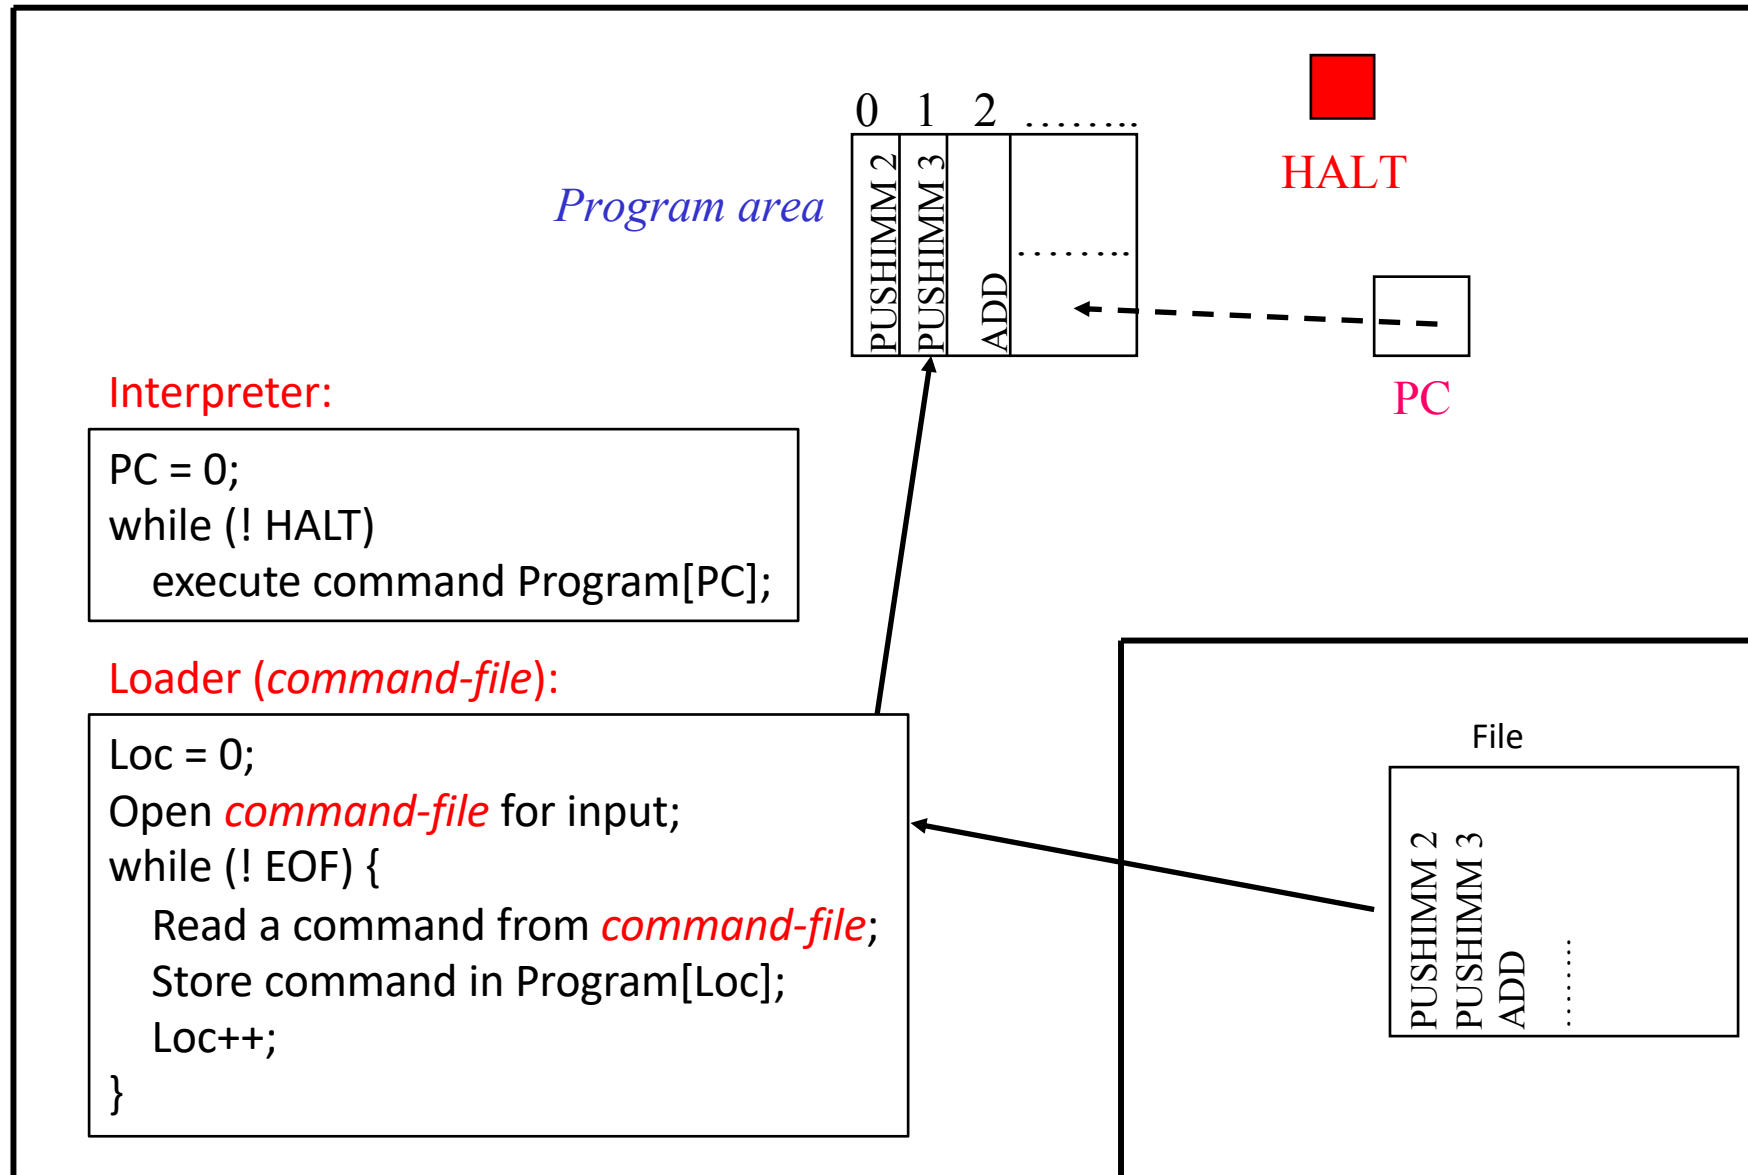 0 1 2 ........
HALT
Program area
PUSHIMM 2
PUSHIMM 3
ADD
........
PC
Interpreter:
PC = 0;
while (! HALT)
execute command Program[PC];
Loader (command-file):
Loc = 0;
Open command-file for input;
while (! EOF) {
Read a command from command-file;
Store command in Program[Loc];
Loc++;
}
File
PUSHIMM 2
PUSHIMM 3
ADD
........